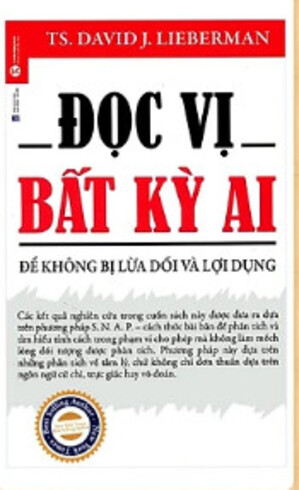 TS. DAVID J. LIEBERMAN
ĐỌC VỊ
BẤT KỲ AI
ĐỂ KHÔNG BỊ LỪA DỐI VÀ LỢI DỤNG
Các kết quả nghiên cứu trong cuốn sách này được đưa ra dựa
trên phương pháp S. N. A. P. – cách thức bài bản để phân tích và
tìm hiểu tính cách trong phạm vi cho phép mà không làm mếch
lòng đối tượng được phân tích. Phương pháp này dựa trên
những phân tích về tâm lý, chứ không chỉ đơn thuần dựa trên
ngôn ngữ cử chỉ, trực giác hay võ đoán.
Best Selling Author
New York Times